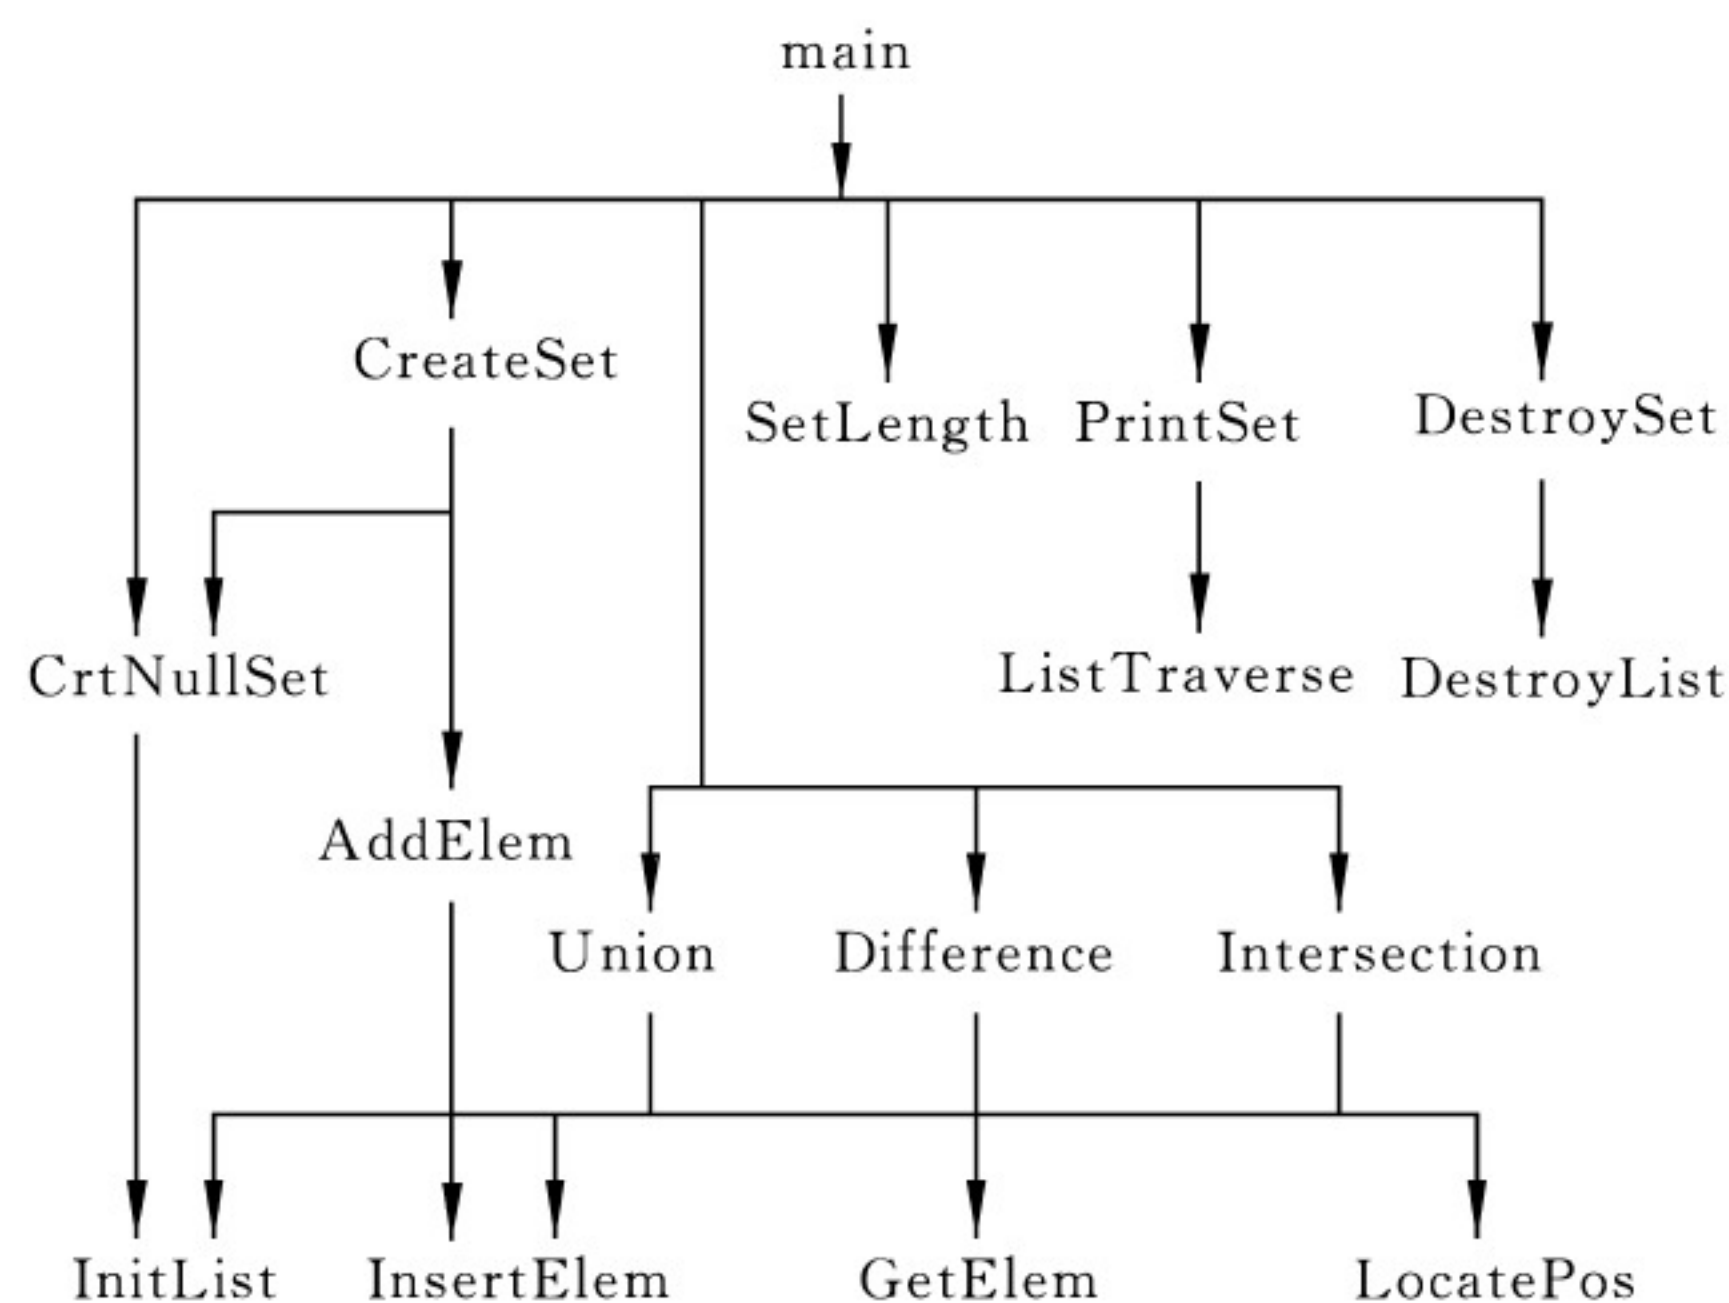 main
CreateSet
SetLength PrintSet DestroySet
CrtNullSet ListTraverse DestroyList
AddElem
Union Difference Intersection
InitList InsertElem GetElem LocatePos